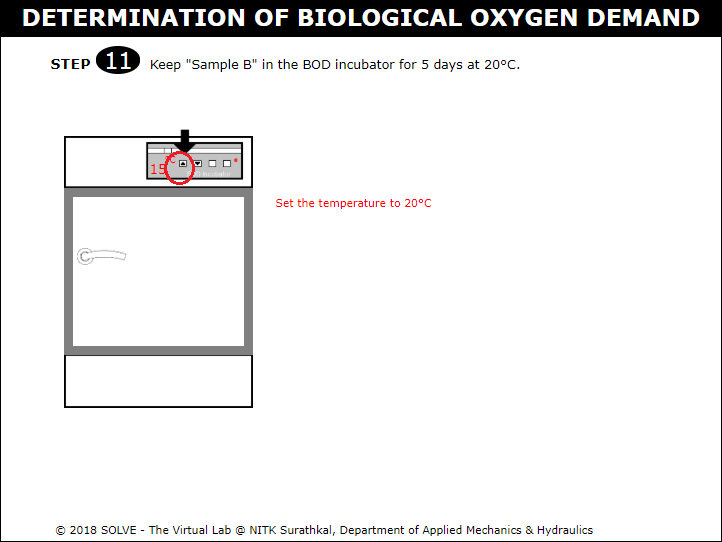 DETERMINATION OF BIOLOGICAL OXYGEN DEMAND
STEP 11 Keep "Sample B" in the BOD incubator for 5 days at 20°C.
15°C
Set the temperature to 20°C
© 2018 SOLVE - The Virtual Lab @ NITK Surathkal, Department of Applied Mechanics & Hydraulics